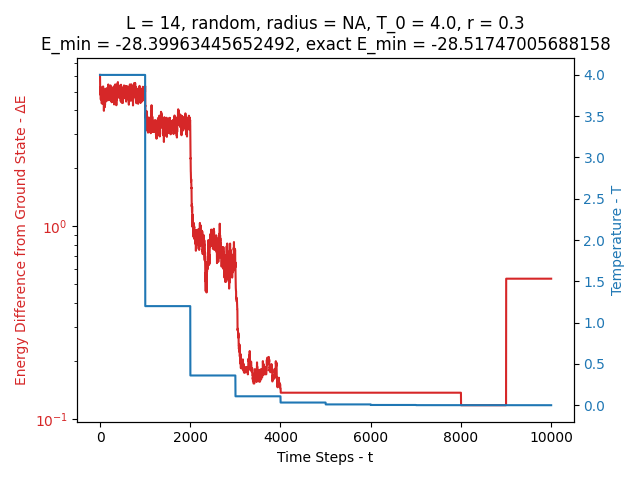 L = 14, random, radius = NA, T_0 = 4.0, r = 0.3
E_min = -28.39963445652492, exact E_min = -28.51747005688158
Energy Difference from Ground State - ΔE
10⁰
10⁻¹
4.0
3.5
3.0
2.5
2.0
1.5
1.0
0.5
0.0
Temperature - T
0 2000 4000 6000 8000 10000
Time Steps - t